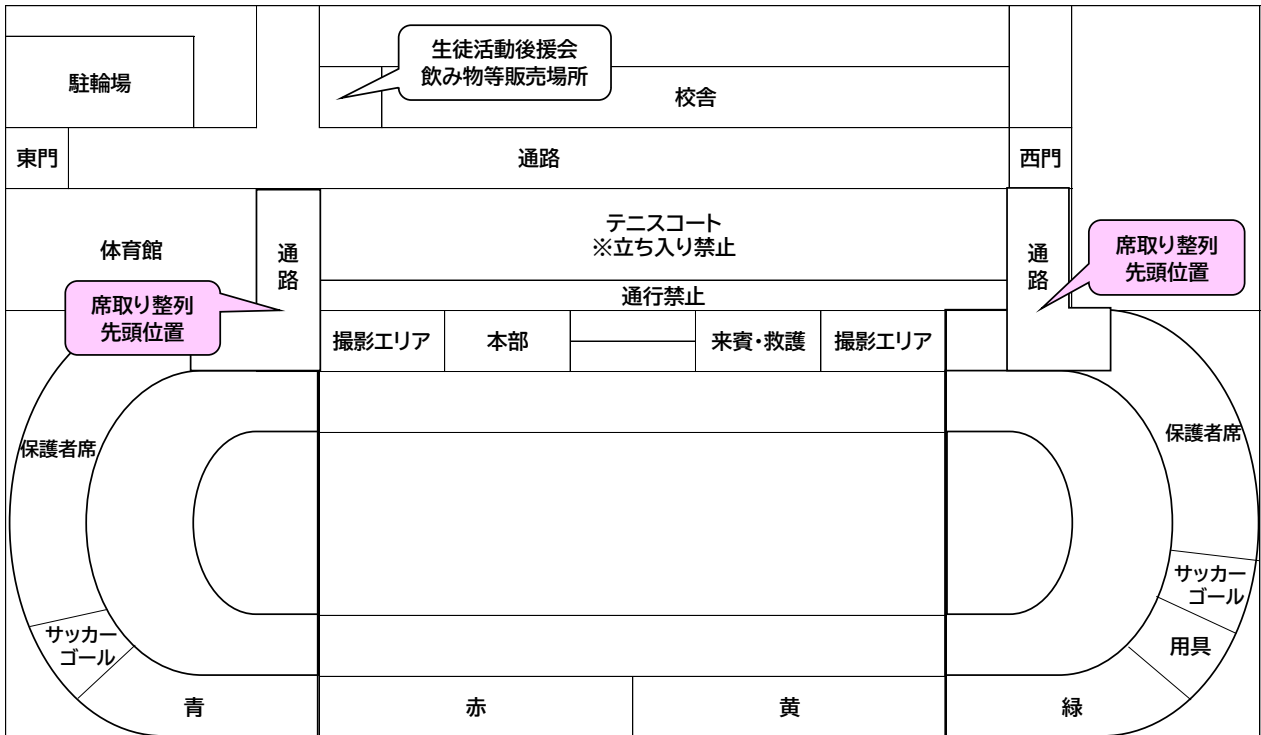 生徒活動後援会
飲み物等販売場所
駐輪場
校舎
東門
通路
西門
体育館
通
路
テニスコート
※立ち入り禁止
通
路
席取り整列
先頭位置
席取り整列
先頭位置
通行禁止
撮影エリア
本部
来賓・救護
撮影エリア
保護者席
保護者席
サッカー
ゴール
サッカー
ゴール
用具
青
赤
黄
緑